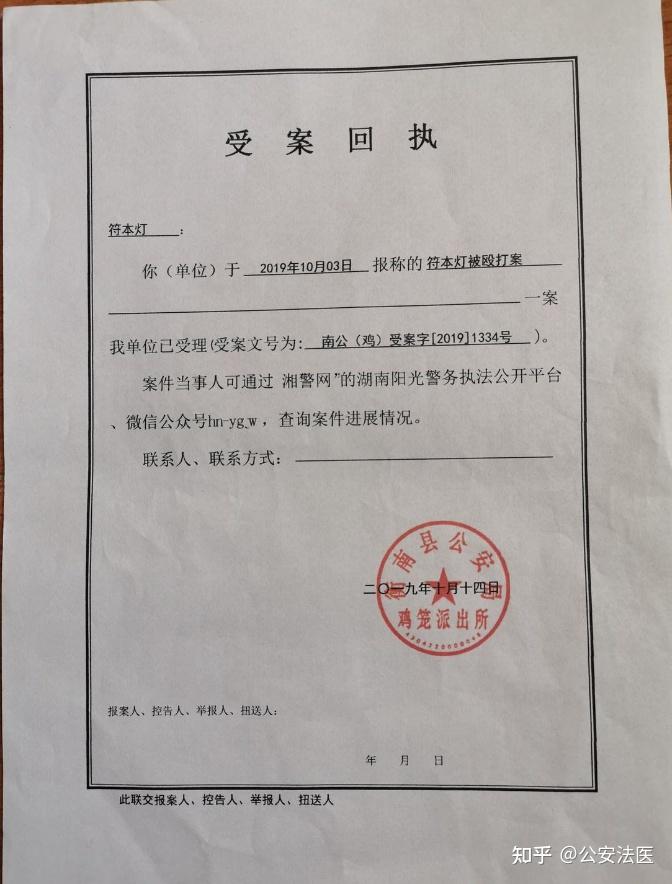 受案回执
符本灯：
你（单位）于 2019年10月03日 报称的 符本灯被殴打案
一案
我单位已受理(受案文号为: 南公（鸡）受案字[2019]1334号 )。
案件当事人可通过 湘警网”的湖南阳光警务执法公开平台
、微信公众号hn-yg_w，查询案件进展情况。
联系人、联系方式：
衡南县公安局
二〇一九年十月十四日
鸡笼派出所
报案人、控告人、举报人、扭送人：
年 月 日
此联交报案人、控告人、举报人、扭送人
知乎 @公安法医